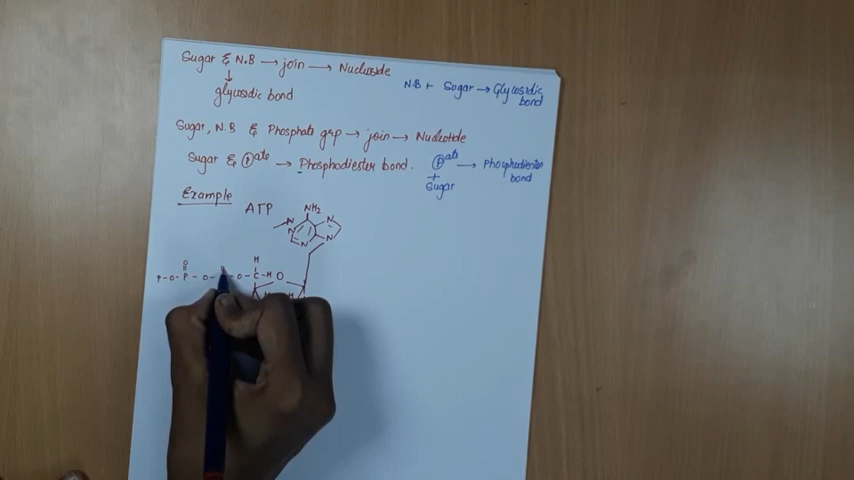 Sugar & N.B → join → Nucleoside
↓
glycosidic bond
N.B + Sugar → Glycosidic
bond
Sugar, N.B & Phosphate grp → join → Nucleotide
Sugar & Pate → Phosphodiester bond.
Pate → Phosphodiester
+ bond
Sugar
Example
ATP
NH2
N N
N
N N
H
O
P - O - P - O - - O - C - H O
H H